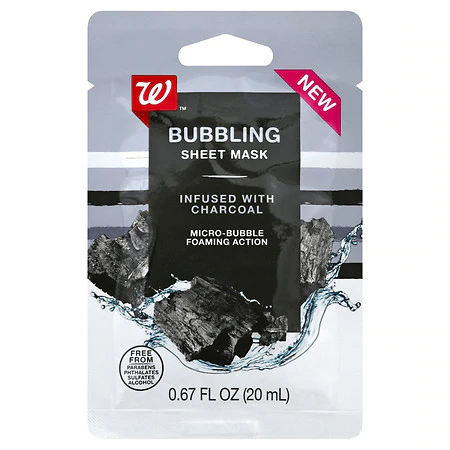 W
™
NEW
BUBBLING
SHEET MASK
INFUSED WITH
CHARCOAL
MICRO-BUBBLE
FOAMING ACTION
FREE
FROM
PARABENS
PHTHALATES
SULFATES
ALCOHOL
0.67 FL OZ (20 mL)